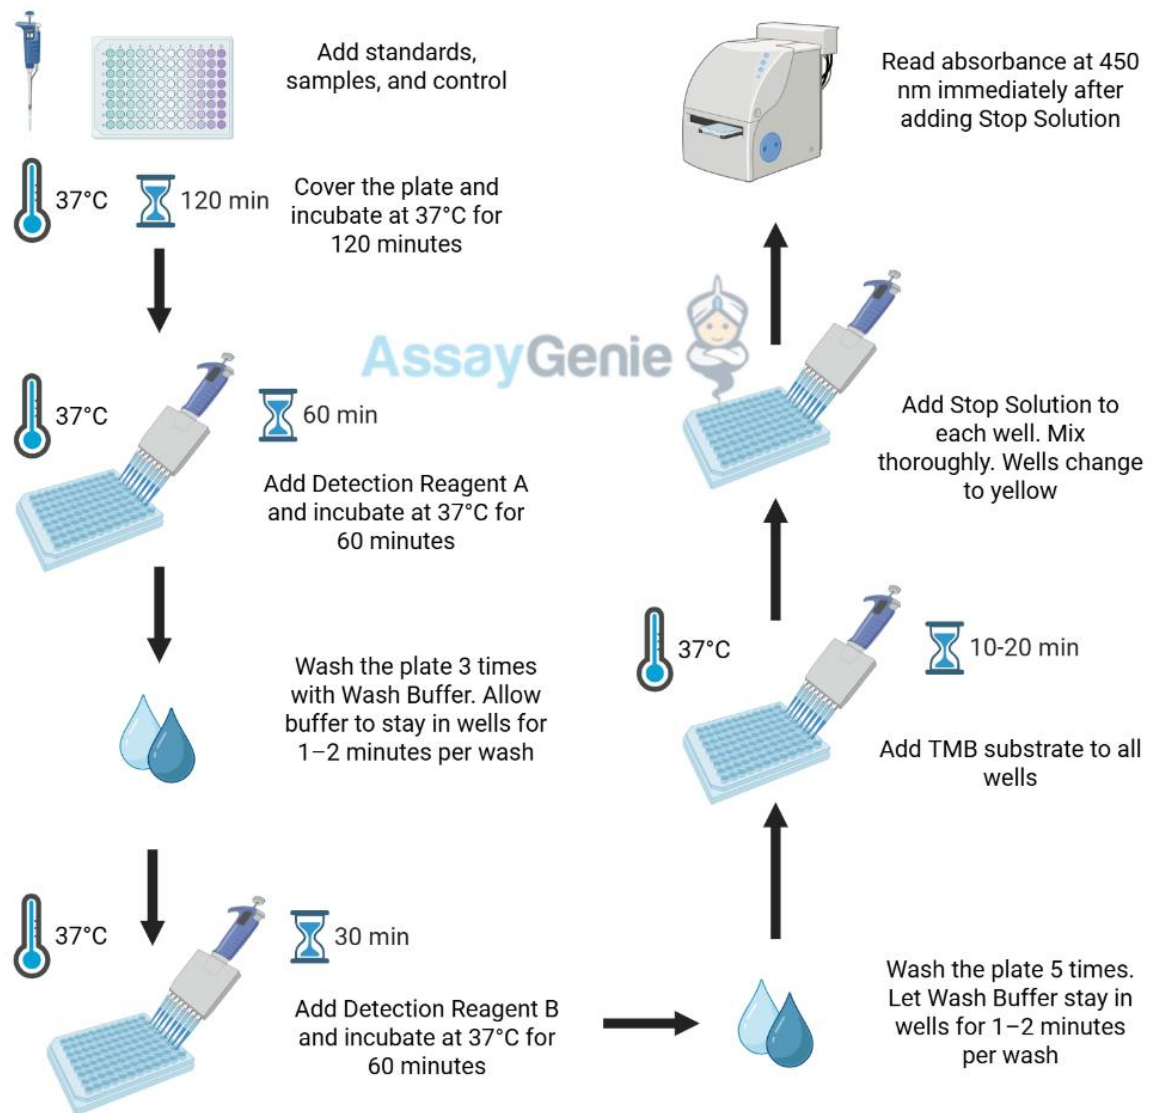 Add standards,
samples, and control
37°C
120 min
Cover the plate and
incubate at 37°C for
120 minutes
37°C
60 min
Add Detection Reagent A
and incubate at 37°C for
60 minutes
Wash the plate 3 times
with Wash Buffer. Allow
buffer to stay in wells for
1–2 minutes per wash
37°C
30 min
Add Detection Reagent B
and incubate at 37°C for
60 minutes
Wash the plate 5 times.
Let Wash Buffer stay in
wells for 1–2 minutes
per wash
37°C
10-20 min
Add TMB substrate to all
wells
Add Stop Solution to
each well. Mix
thoroughly. Wells change
to yellow
Read absorbance at 450
nm immediately after
adding Stop Solution
AssayGenie